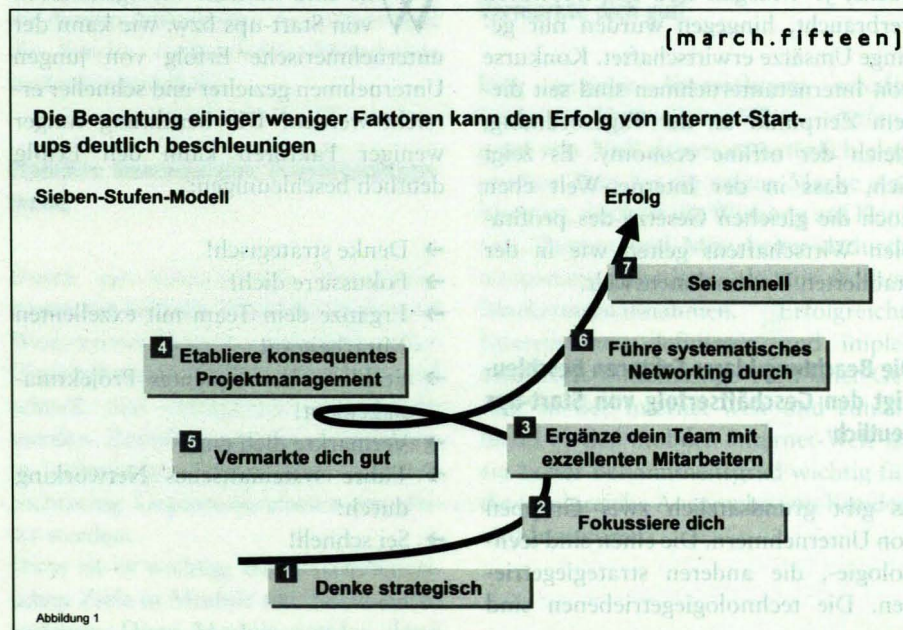 [march.fifteen]
Die Beachtung einiger weniger Faktoren kann den Erfolg von Internet-Start-
ups deutlich beschleunigen
Sieben-Stufen-Modell
Erfolg
7
Sei schnell
6
Führe systematisches
Networking durch
4
Etabliere konsequentes
Projektmanagement
5
Vermarkte dich gut
3
Ergänze dein Team mit
exzellenten Mitarbeitern
2
Fokussiere dich
1
Denke strategisch
Abbildung 1